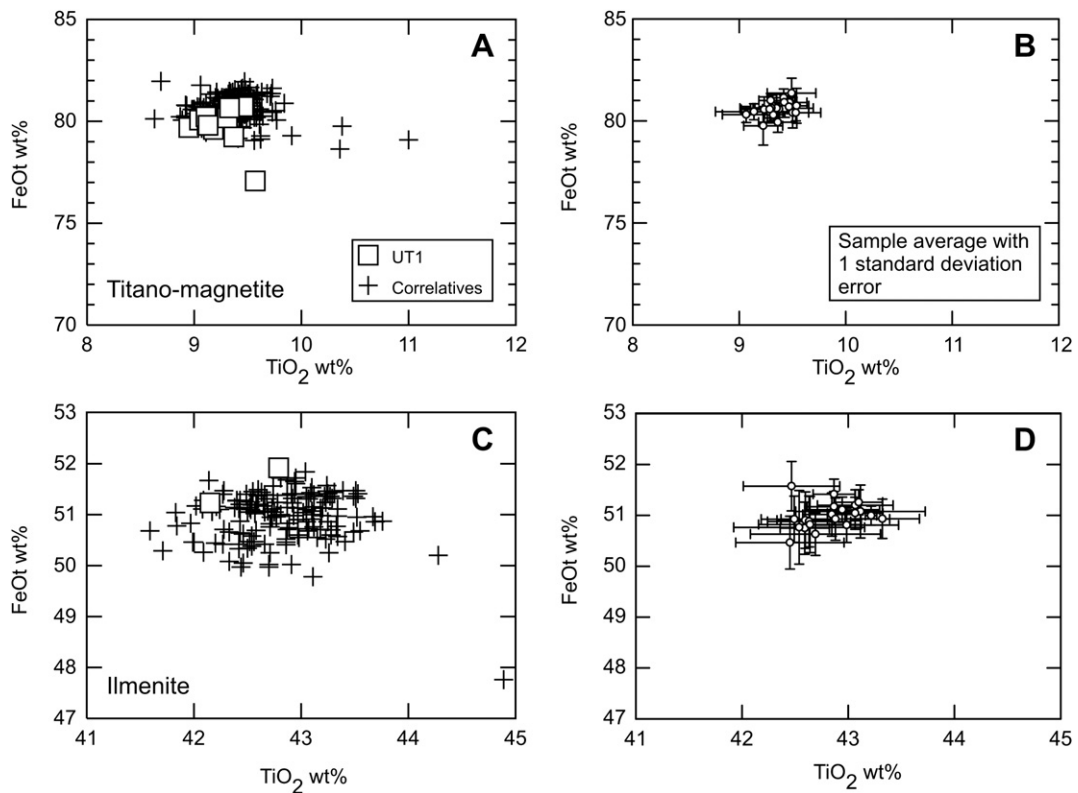 A
85
80
75
70
FeOt wt%
8
9
10
11
12
TiO2 wt%
Titano-magnetite
UT1
Correlatives
B
85
80
75
70
FeOt wt%
8
9
10
11
12
TiO2 wt%
Sample average with
1 standard deviation
error
C
53
52
51
50
49
48
47
FeOt wt%
41
42
43
44
45
TiO2 wt%
Ilmenite
D
53
52
51
50
49
48
47
FeOt wt%
41
42
43
44
45
TiO2 wt%